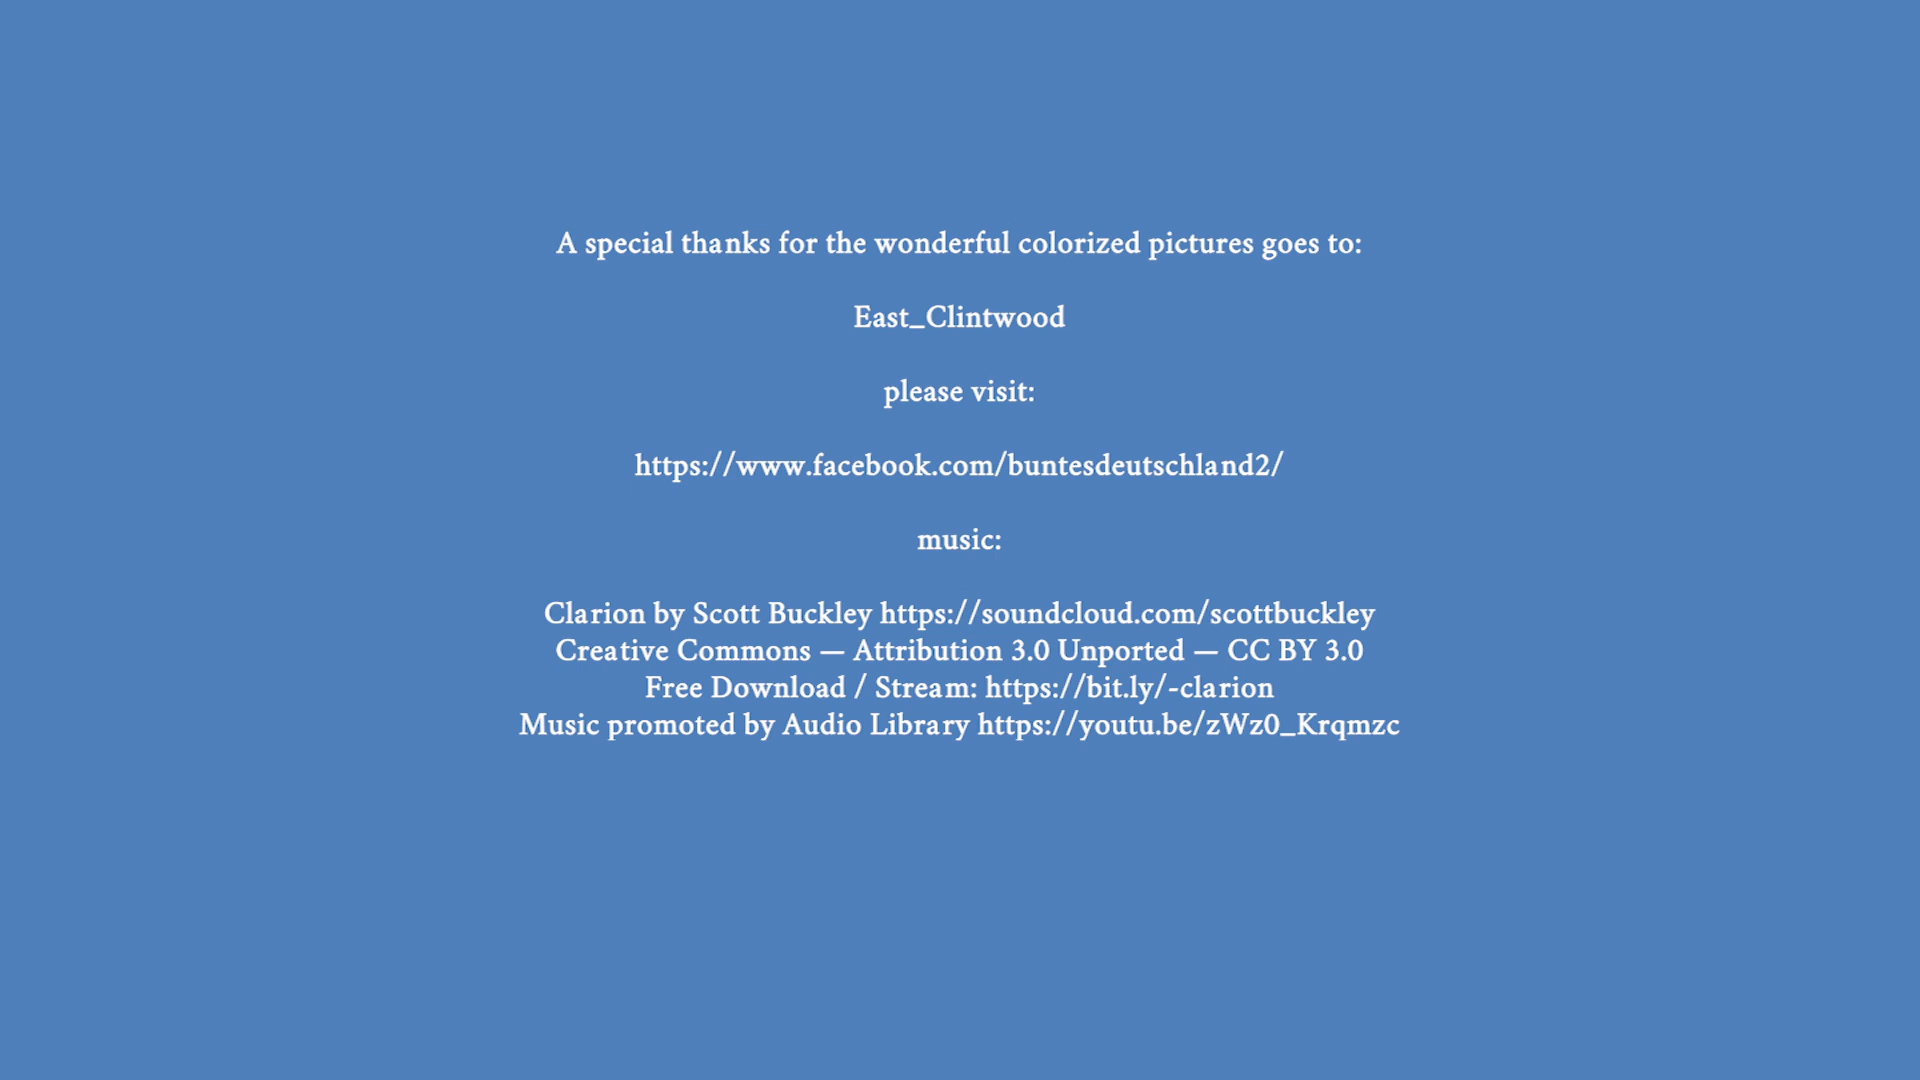 A special thanks for the wonderful colorized pictures goes to:
East_Clintwood
please visit:
https://www.facebook.com/buntesdeutschland2/
music:
Clarion by Scott Buckley https://soundcloud.com/scottbuckley
Creative Commons — Attribution 3.0 Unported — CC BY 3.0
Free Download / Stream: https://bit.ly/-clarion
Music promoted by Audio Library https://youtu.be/zWz0_Krqmzc